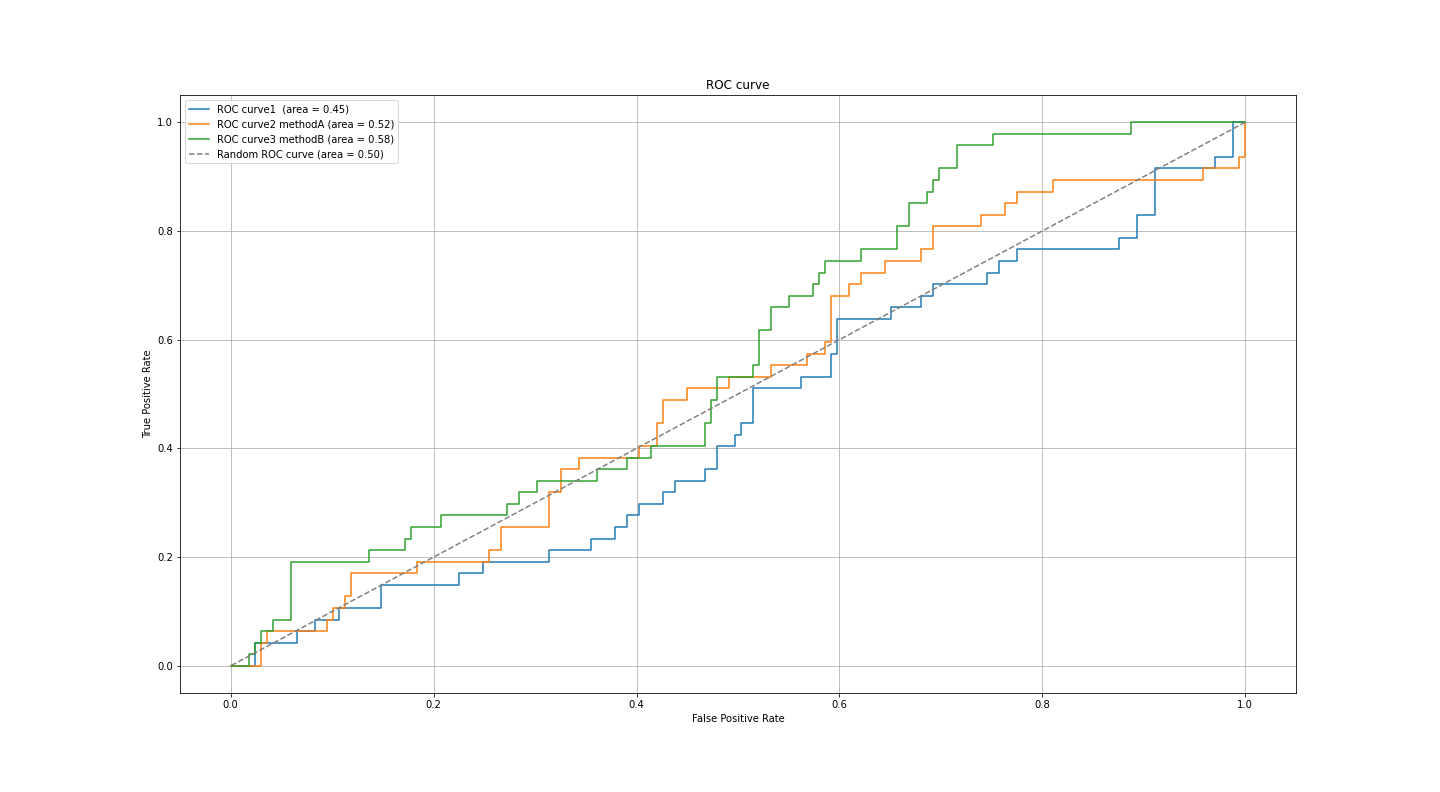 ROC curve
ROC curve1  (area = 0.45)
ROC curve2 methodA (area = 0.52)
ROC curve3 methodB (area = 0.58)
Random ROC curve (area = 0.50)
1.0
0.8
0.6
0.4
0.2
0.0
True Positive Rate
0.0 0.2 0.4 0.6 0.8 1.0
False Positive Rate